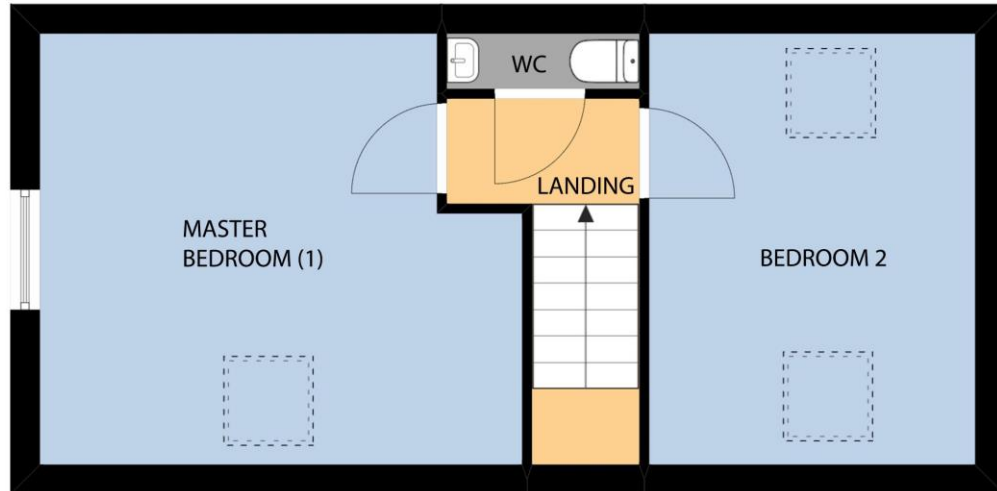 WC
LANDING
MASTER
BEDROOM (1)
BEDROOM 2